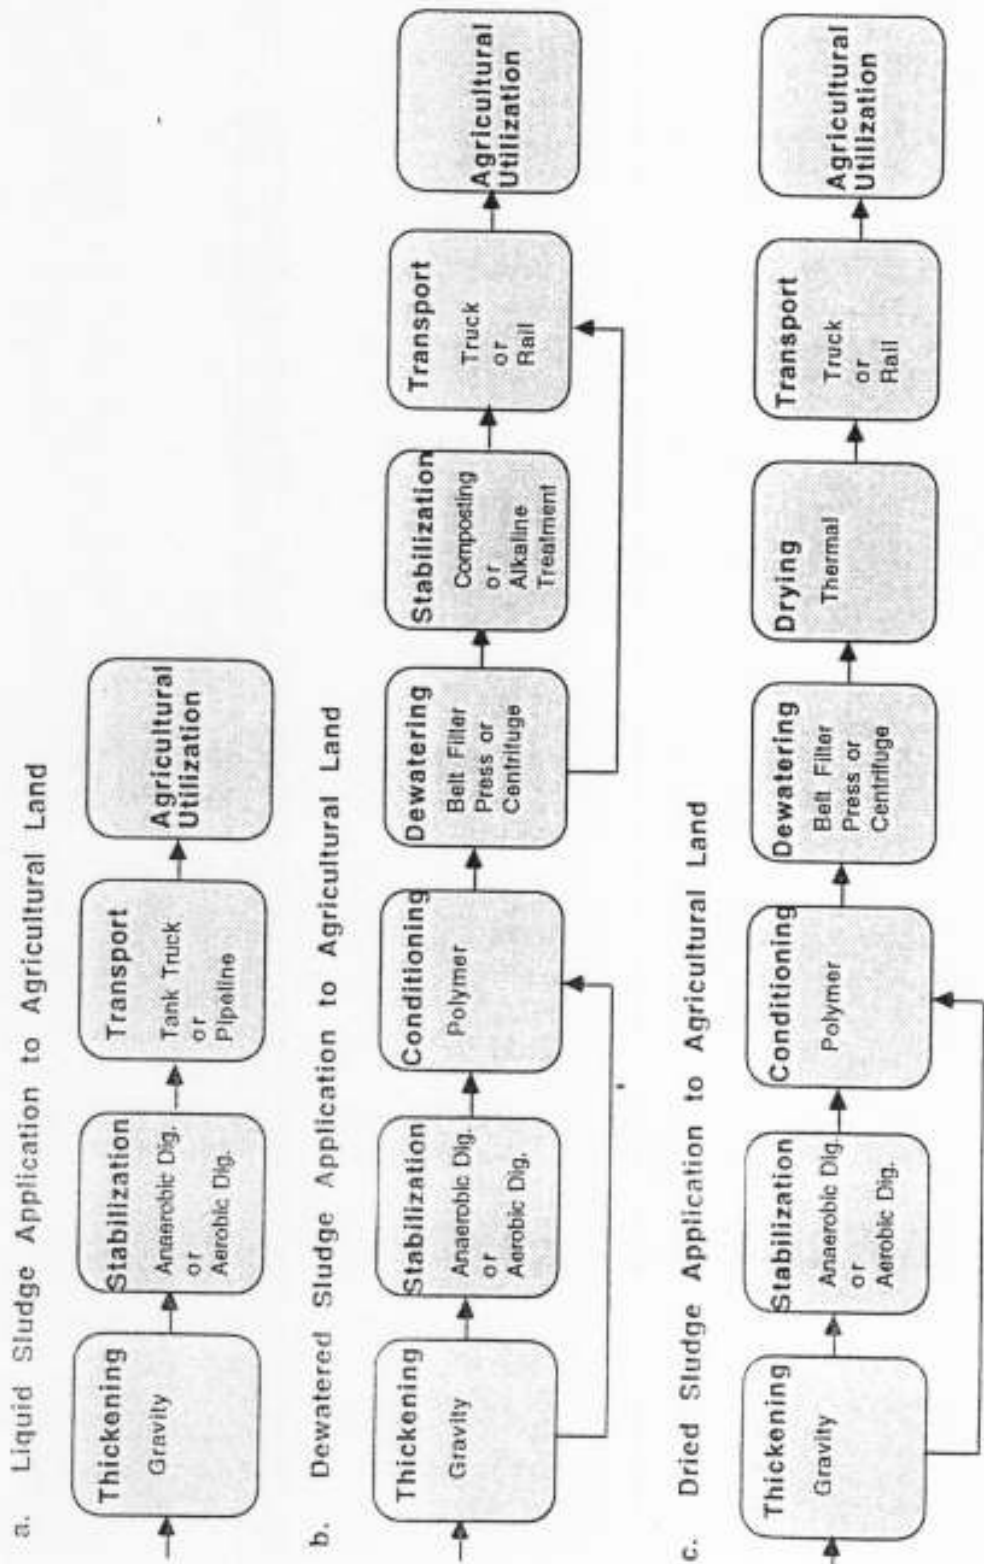 a. Liquid Sludge Application to Agricultural Land
Thickening
Gravity
Stabilization
Anaerobic Dig.
or
Aerobic Dig.
Transport
Tank Truck
or
Pipeline
Agricultural
Utilization
b. Dewatered Sludge Application to Agricultural Land
Thickening
Gravity
Stabilization
Anaerobic Dig.
or
Aerobic Dig.
Conditioning
Polymer
Dewatering
Belt Filter
Press or
Centrifuge
Stabilization
Composting
or
Alkaline
Treatment
Transport
Truck
or
Rail
Agricultural
Utilization
c. Dried Sludge Application to Agricultural Land
Thickening
Gravity
Stabilization
Anaerobic Dig.
or
Aerobic Dig.
Conditioning
Polymer
Dewatering
Belt Filter
Press or
Centrifuge
Drying
Thermal
Transport
Truck
or
Rail
Agricultural
Utilization